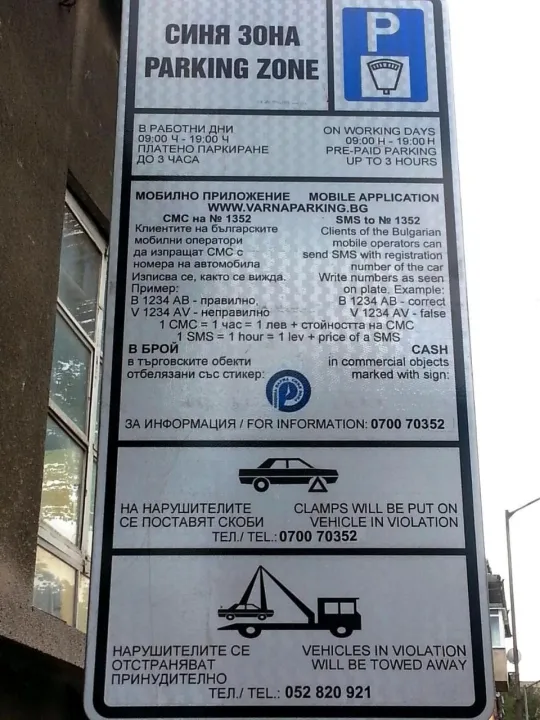 СИНЯ ЗОНА
PARKING ZONE
P
В РАБОТНИ ДНИ
09:00 Ч - 19:00 Ч
ПЛАТЕНО ПАРКИРАНЕ
ДО 3 ЧАСА
ON WORKING DAYS
09:00 H - 19:00 H
PRE-PAID PARKING
UP TO 3 HOURS
МОБИЛНО ПРИЛОЖЕНИЕ MOBILE APPLICATION
WWW.VARNAPARKING.BG
СМС на № 1352
Клиентите на българските
мобилни оператори
да изпращат СМС с
номера на автомобила
Изписва се, както се вижда.
Пример:
В 1234 АВ - правилно
V 1234 AV - неправилно
SMS to № 1352
Clients of the Bulgarian
mobile operators can
send SMS with registration
number of the car
Write numbers as seen
on plate. Example:
B 1234 AB - correct
V 1234 AV - false
1 СМС = 1 час = 1 лев + стойността на СМС
1 SMS = 1 hour = 1 lev + price of a SMS
В БРОЙ
в търговските обекти
отбелязани със стикер:
CASH
in commercial objects
marked with sign:
ЗА ИНФОРМАЦИЯ / FOR INFORMATION: 0700 70352
НА НАРУШИТЕЛИТЕ
СЕ ПОСТАВЯТ СКОБИ
CLAMPS WILL BE PUT ON
VEHICLE IN VIOLATION
ТЕЛ./ TEL.: 0700 70352
НАРУШИТЕЛИТЕ СЕ
ОТСТРАНЯВАТ
ПРИНУДИТЕЛНО
VEHICLES IN VIOLATION
WILL BE TOWED AWAY
ТЕЛ./ TEL.: 052 820 921